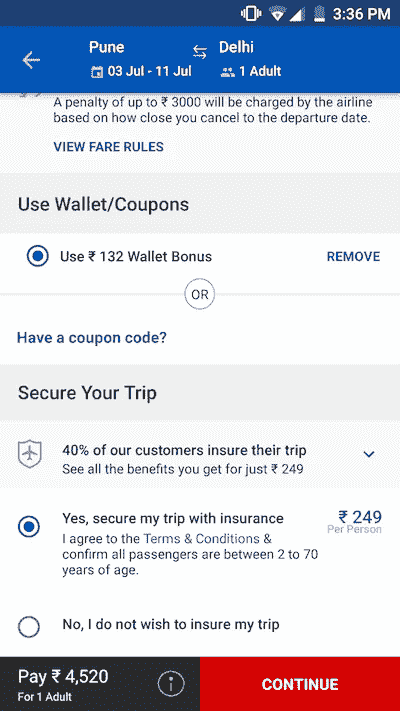 3:36 PM
Pune Delhi
03 Jul - 11 Jul 1 Adult
A penalty of up to ₹ 3000 will be charged by the airline
based on how close you cancel to the departure date.
VIEW FARE RULES
Use Wallet/Coupons
Use ₹ 132 Wallet Bonus REMOVE
OR
Have a coupon code?
Secure Your Trip
40% of our customers insure their trip
See all the benefits you get for just ₹ 249
Yes, secure my trip with insurance ₹ 249
Per Person
I agree to the Terms & Conditions &
confirm all passengers are between 2 to 70
years of age.
No, I do not wish to insure my trip
Pay ₹ 4,520
For 1 Adult
CONTINUE